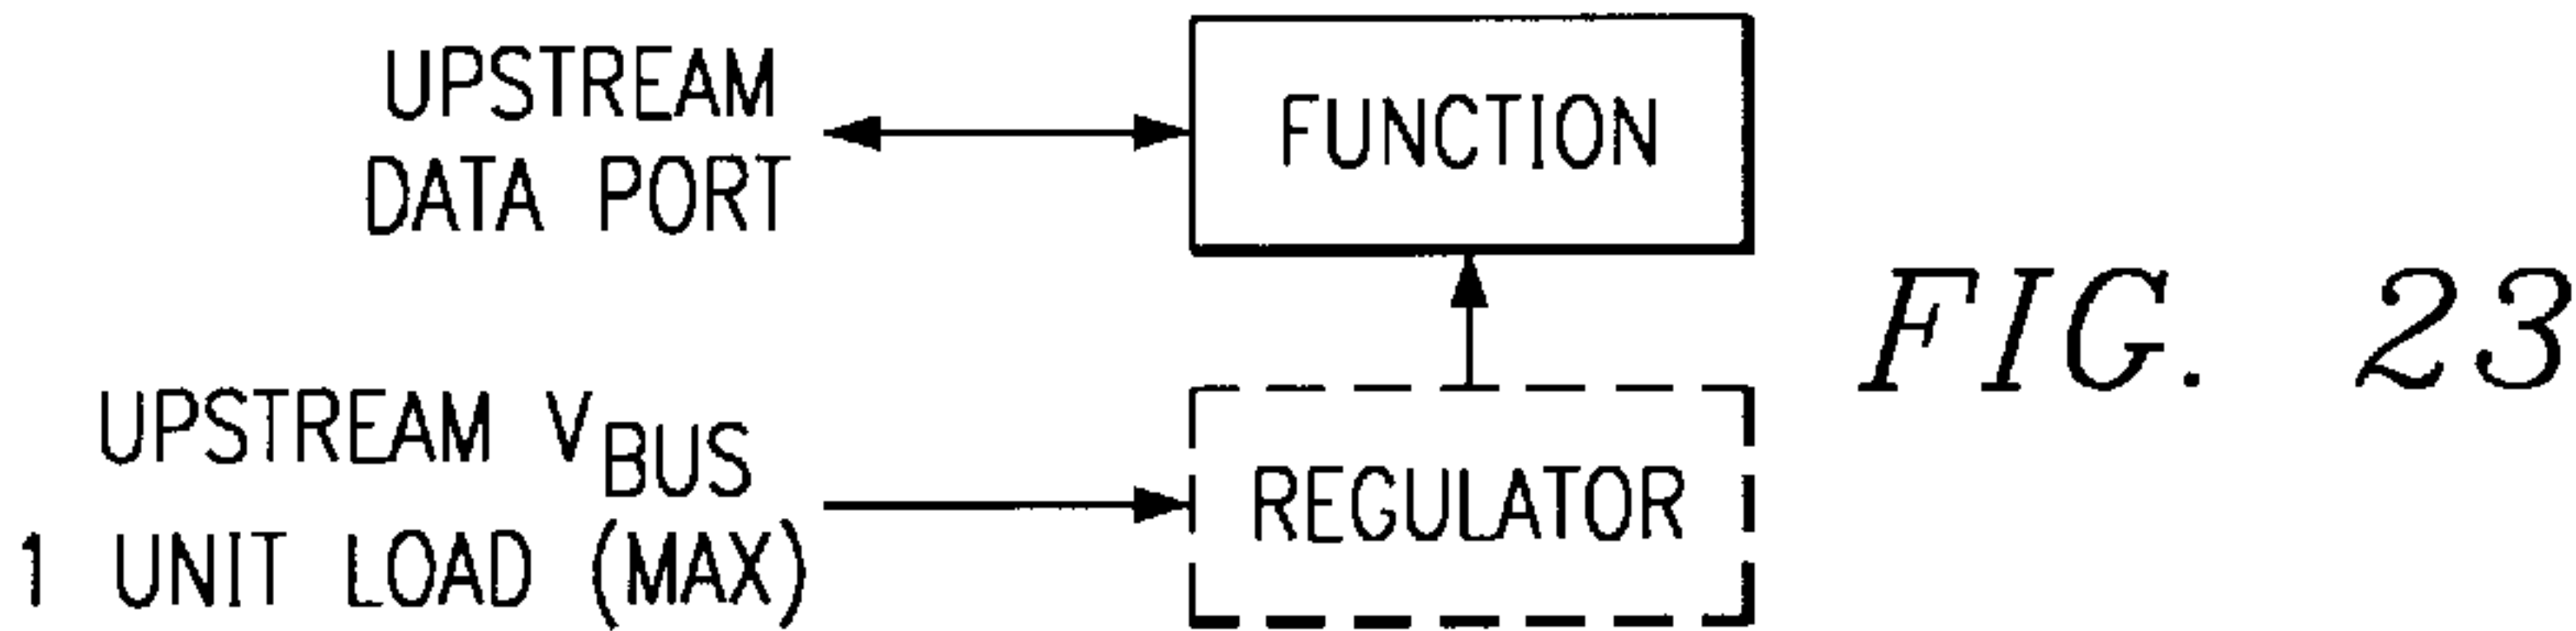 UPSTREAM
DATA PORT
FUNCTION
UPSTREAM VBUS
1 UNIT LOAD (MAX)
REGULATOR
FIG. 23